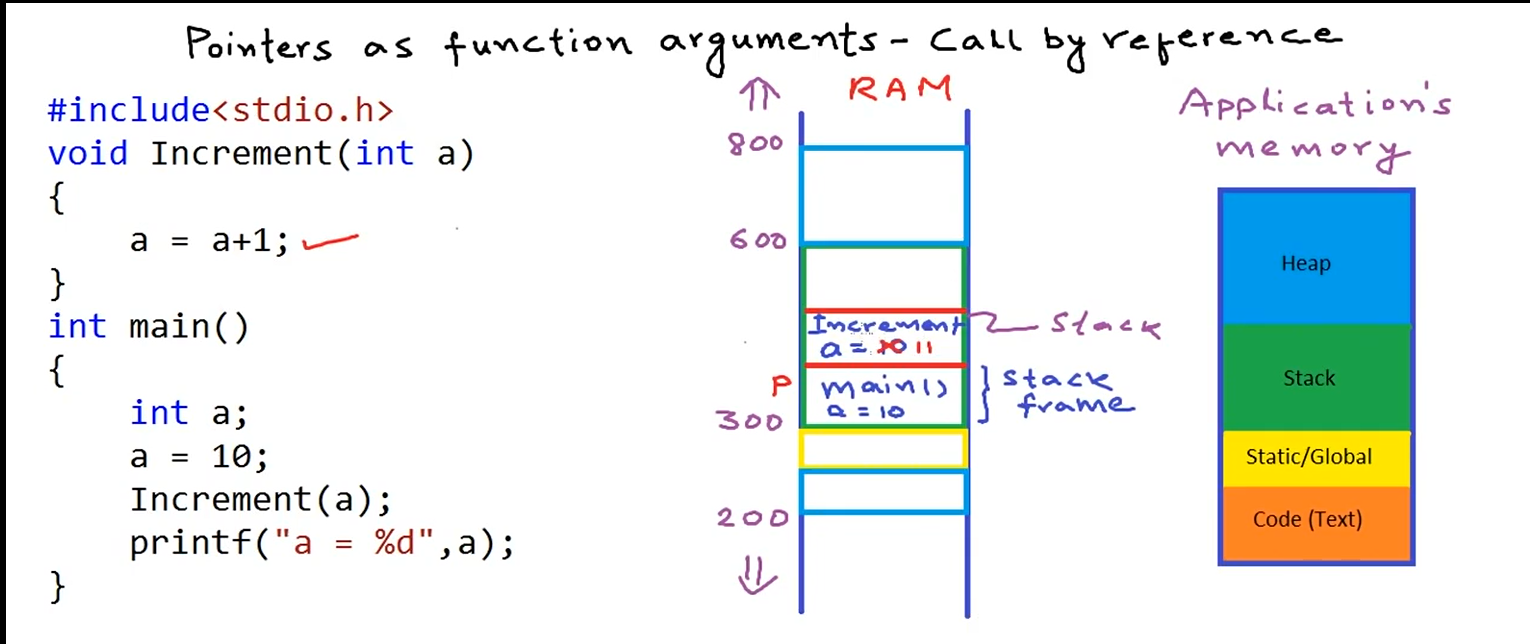 Pointers as function arguments - Call by reference
#include<stdio.h>
void Increment(int a)
{
a = a+1;
}
int main()
{
int a;
a = 10;
Increment(a);
printf("a = %d",a);
}
RAM
800
600
300
200
Increment
a = 10 11
P
main()
a = 10
Stack
stack
frame
Application's
memory
Heap
Stack
Static/Global
Code (Text)